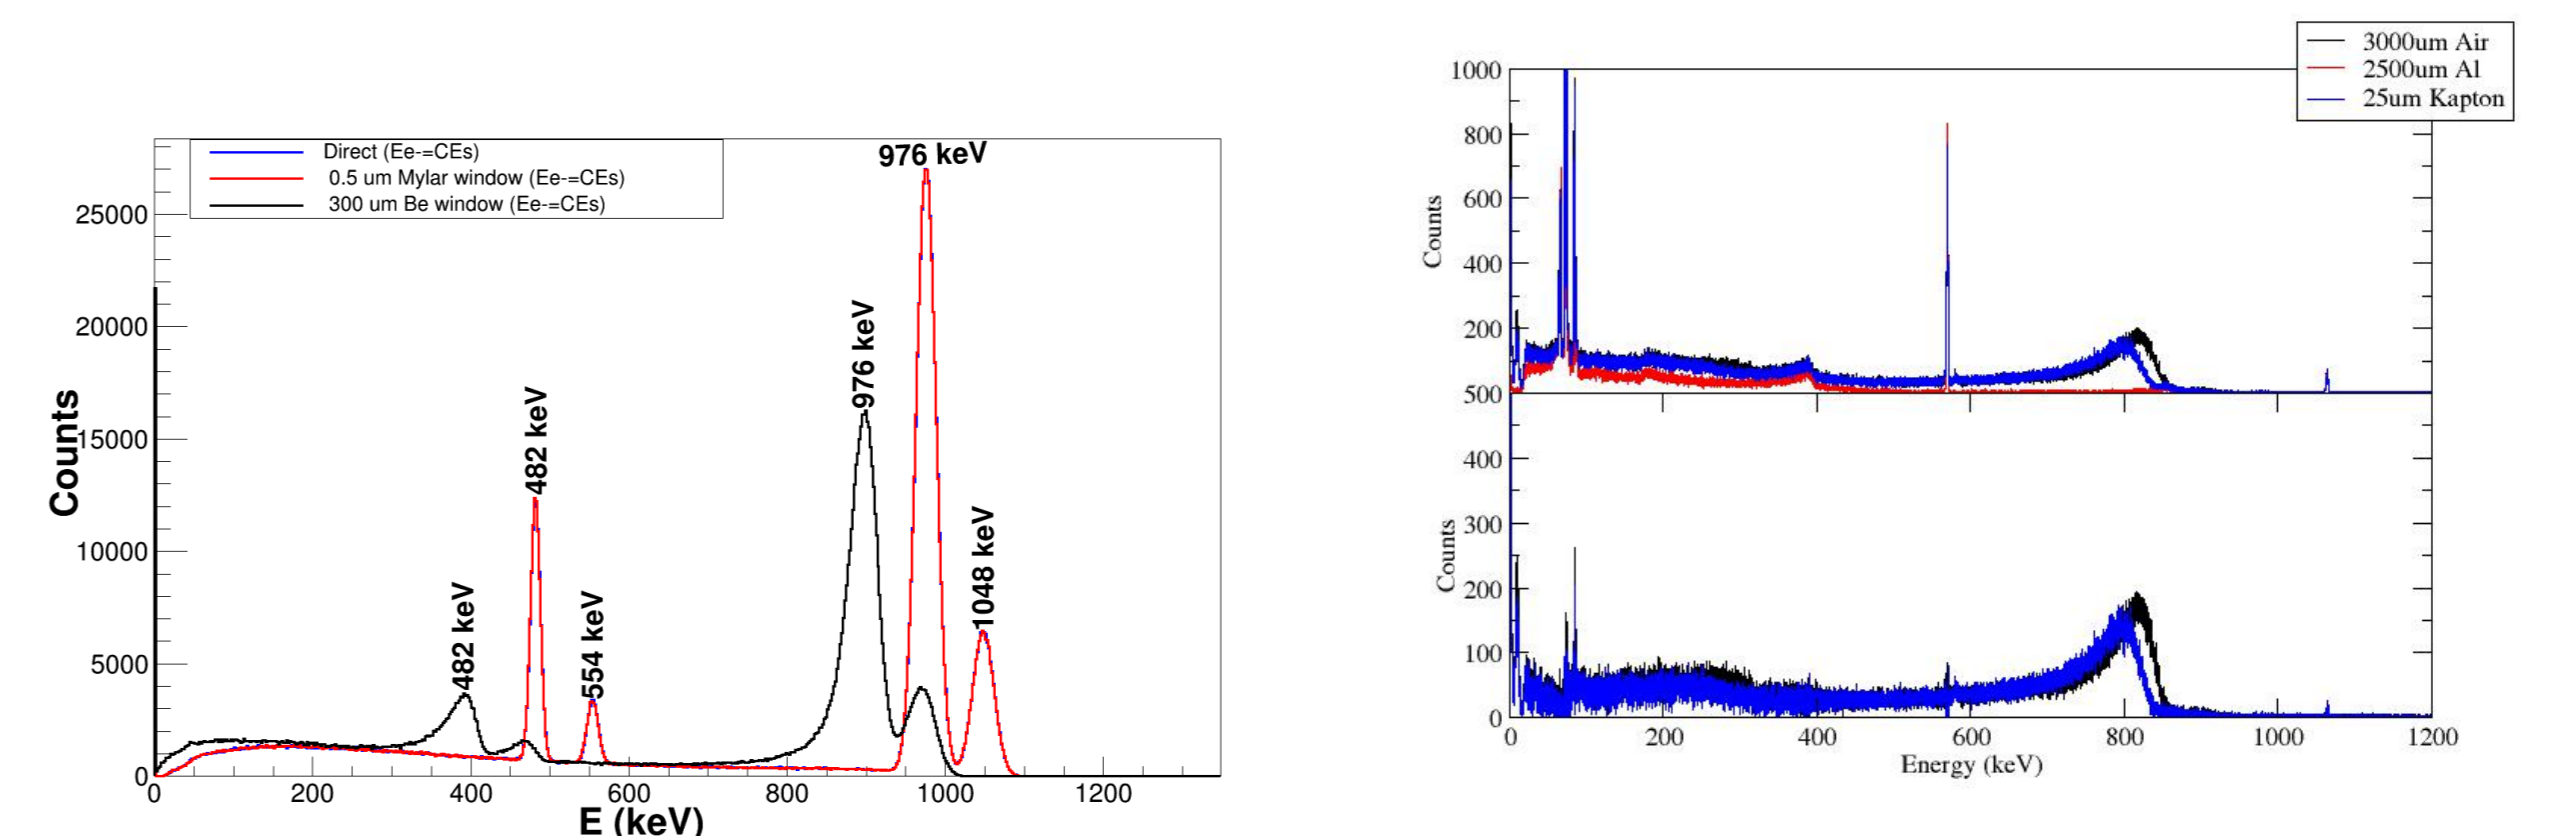 Direct (Ee-=CEs)
0.5 um Mylar window (Ee-=CEs)
300 um Be window (Ee-=CEs)
976 keV
976 keV
482 keV
482 keV
554 keV
1048 keV
Counts
25000
20000
15000
10000
5000
0
0 200 400 600 800 1000 1200
E (keV)
3000um Air
2500um Al
25um Kapton
Counts
1000
800
600
400
200
500
Counts
400
300
200
100
0
0 200 400 600 800 1000 1200
Energy (keV)